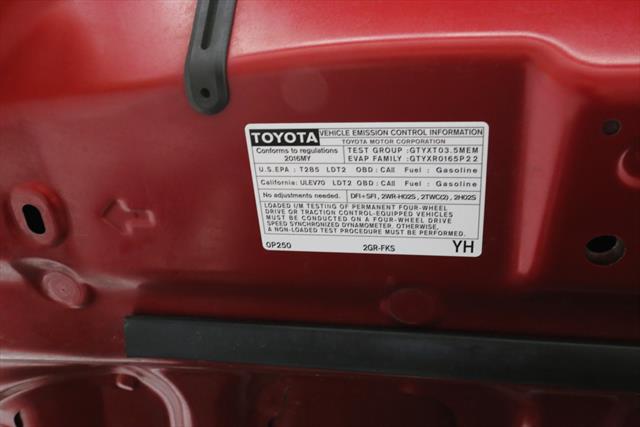 TOYOTA VEHICLE EMISSION CONTROL INFORMATION
TOYOTA MOTOR CORPORATION
Conforms to regulations
2016MY
TEST GROUP : GTYXT03.5MEM
EVAP FAMILY : GTYXR0165P22
U.S.EPA : T2B5 LDT2 OBD : CAII Fuel : Gasoline
California: ULEV70 LDT2 OBD : CAII Fuel : Gasoline
No adjustments needed. DFI+SFI , 2WR-HO2S , 2TWC(2) , 2HO2S
LOADED I/M TESTING OF PERMANENT FOUR-WHEEL
DRIVE OR TRACTION CONTROL-EQUIPPED VEHICLES
MUST BE CONDUCTED ON A FOUR-WHEEL DRIVE
SPEED SYNCHRONIZED DYNAMOMETER, OTHERWISE,
A NON-LOADED TEST PROCEDURE MUST BE PERFORMED.
0P250 2GR-FKS YH